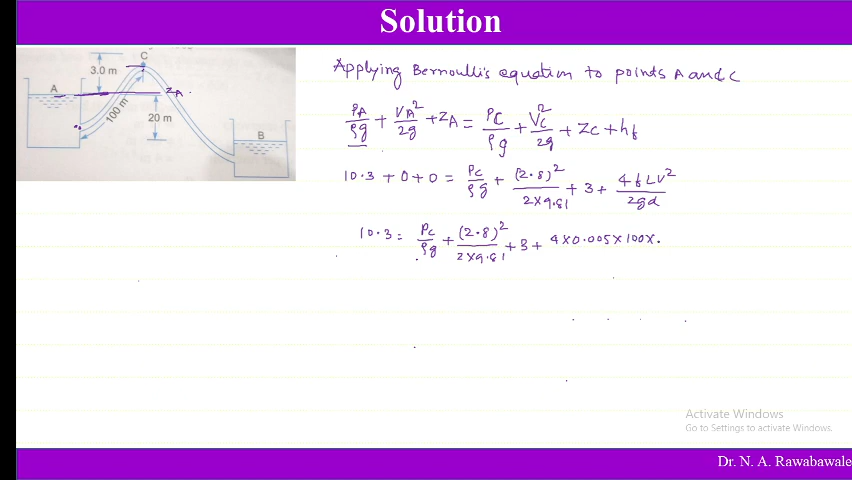 Solution
C
3.0 m
A
ZA
100 m
20 m
B
Applying Bernoulli's equation to points A and C
PA/ρg + VA²/2g + ZA = PC/ρg + VC²/2g + ZC + hf
10.3 + 0 + 0 = PC/ρg + (2.8)²/2×9.81 + 3 + 4fLV²/2gd
10.3 = PC/ρg + (2.8)²/2×9.81 + 3 + 4×0.005×100×
Activate Windows
Go to Settings to activate Windows.
Dr. N. A. Rawabawale